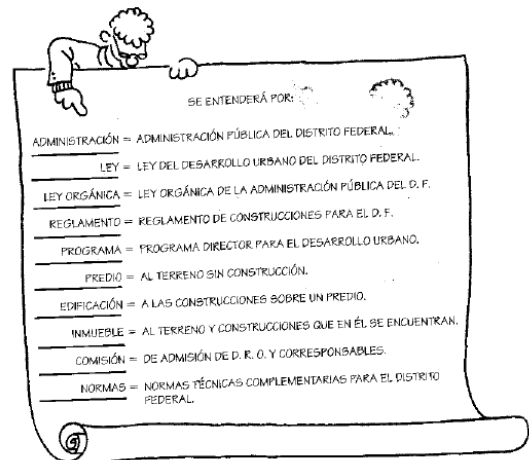 SE ENTENDERÁ POR:
ADMINISTRACIÓN = ADMINISTRACIÓN PÚBLICA DEL DISTRITO FEDERAL.
LEY = LEY DEL DESARROLLO URBANO DEL DISTRITO FEDERAL.
LEY ORGÁNICA = LEY ORGÁNICA DE LA ADMINISTRACIÓN PÚBLICA DEL D. F.
REGLAMENTO = REGLAMENTO DE CONSTRUCCIONES PARA EL D. F.
PROGRAMA = PROGRAMA DIRECTOR PARA EL DESARROLLO URBANO.
PREDIO = AL TERRENO SIN CONSTRUCCIÓN.
EDIFICACIÓN = A LAS CONSTRUCCIONES SOBRE UN PREDIO.
INMUEBLE = AL TERRENO Y CONSTRUCCIONES QUE EN ÉL SE ENCUENTRAN.
COMISIÓN = DE ADMISIÓN DE D. R. O. Y CORRESPONSABLES.
NORMAS = NORMAS TÉCNICAS COMPLEMENTARIAS PARA EL DISTRITO
FEDERAL.